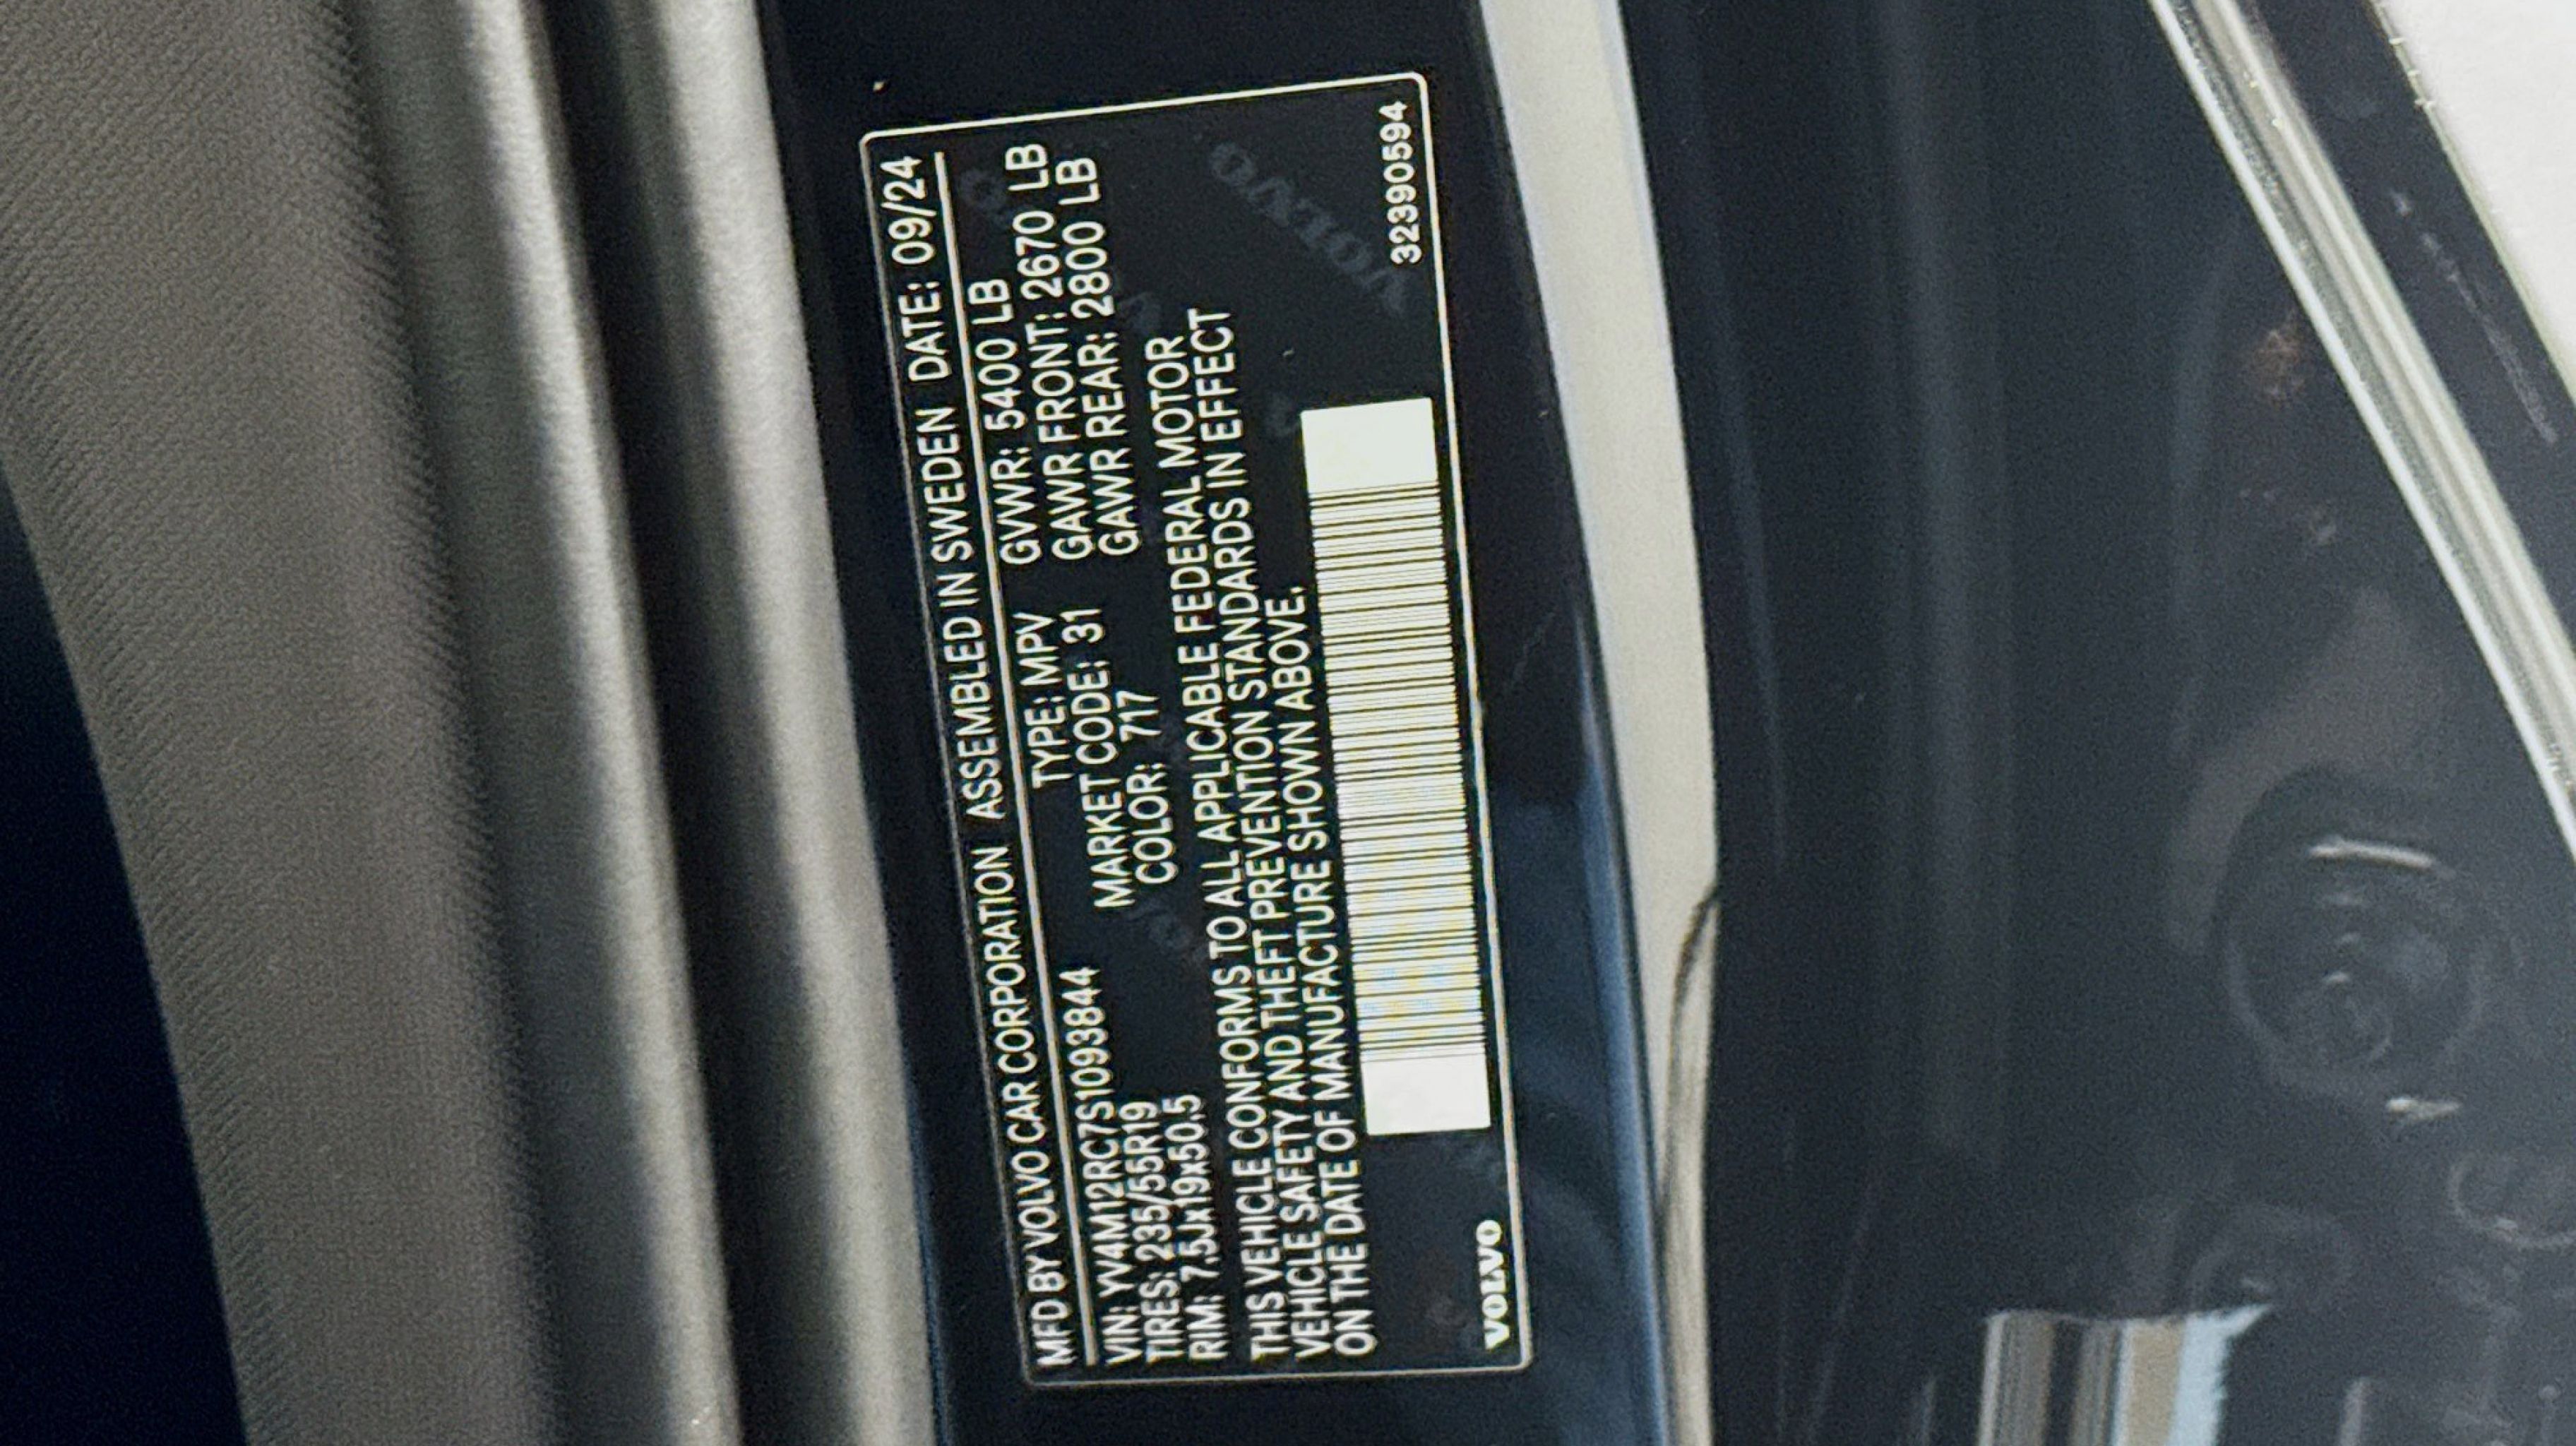 MFD BY VOLVO CAR CORPORATION ASSEMBLED IN SWEDEN DATE: 09/24
VIN: YV4M12RC7S1093844 TYPE: MPV GVWR: 5400 LB
TIRES: 235/55R19 MARKET CODE: 31 GAWR FRONT: 2670 LB
RIM: 7.5Jx19x50.5 COLOR: 717 GAWR REAR: 2800 LB
THIS VEHICLE CONFORMS TO ALL APPLICABLE FEDERAL MOTOR
VEHICLE SAFETY AND THEFT PREVENTION STANDARDS IN EFFECT
ON THE DATE OF MANUFACTURE SHOWN ABOVE.
VOLVO
32390594
VOLVO